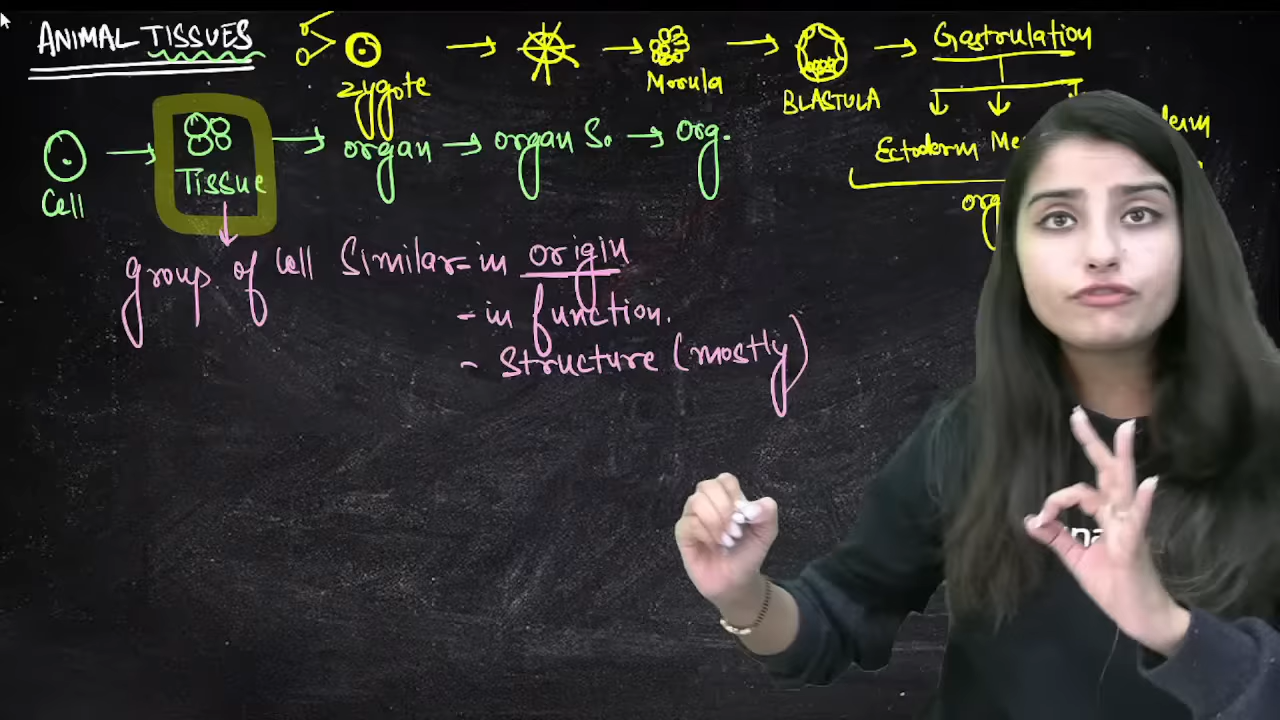 ANIMAL TISSUES
Zygote
Morula
BLASTULA
Gastrulation
Ectoderm
Cell
Tissue
organ
organ S.
Org.
group of Cell Similar - in origin
- in function.
- Structure (mostly)